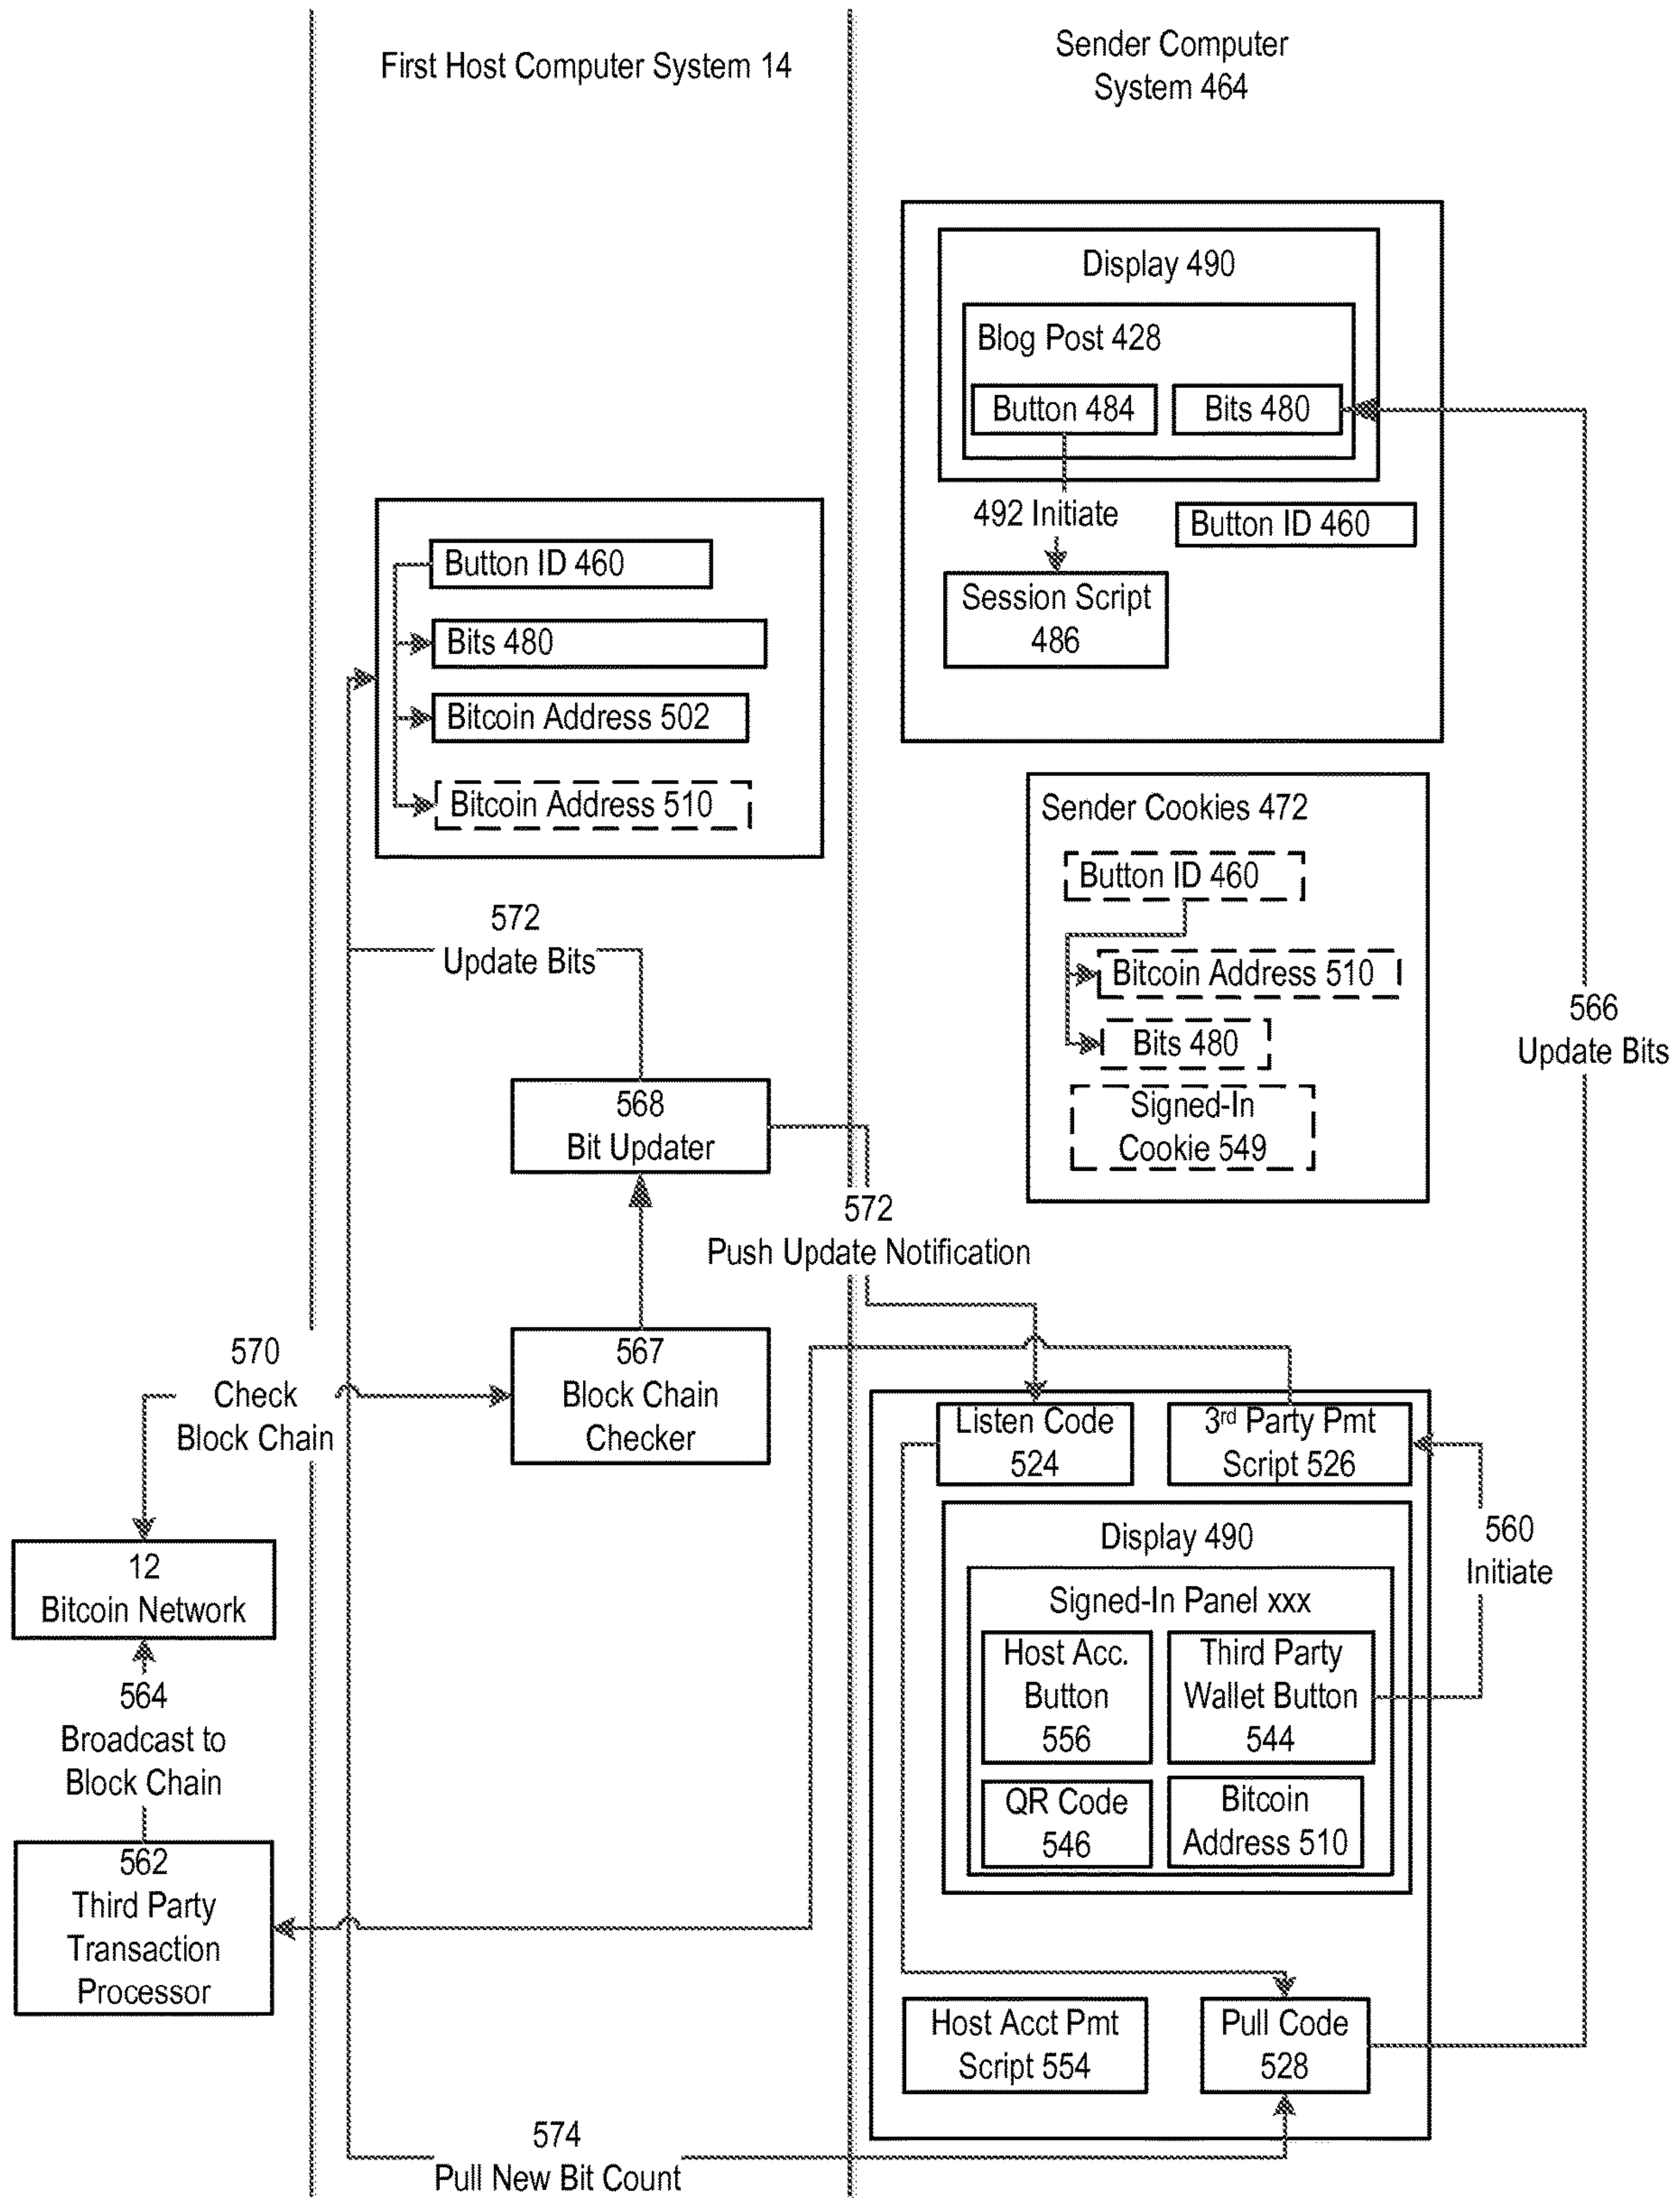 First Host Computer System 14
Sender Computer
System 464
Display 490
Blog Post 428
Button 484
Bits 480
492 Initiate
Button ID 460
Session Script
486
Button ID 460
Bits 480
Bitcoin Address 502
Bitcoin Address 510
Sender Cookies 472
Button ID 460
Bitcoin Address 510
Bits 480
Signed-In
Cookie 549
572
Update Bits
566
Update Bits
568
Bit Updater
572
Push Update Notification
570
Check
Block Chain
567
Block Chain
Checker
Listen Code
524
3rd Party Pmt
Script 526
560
Initiate
Display 490
Signed-In Panel xxx
Host Acc.
Button
556
Third Party
Wallet Button
544
QR Code
546
Bitcoin
Address 510
12
Bitcoin Network
564
Broadcast to
Block Chain
562
Third Party
Transaction
Processor
Host Acct Pmt
Script 554
Pull Code
528
574
Pull New Bit Count